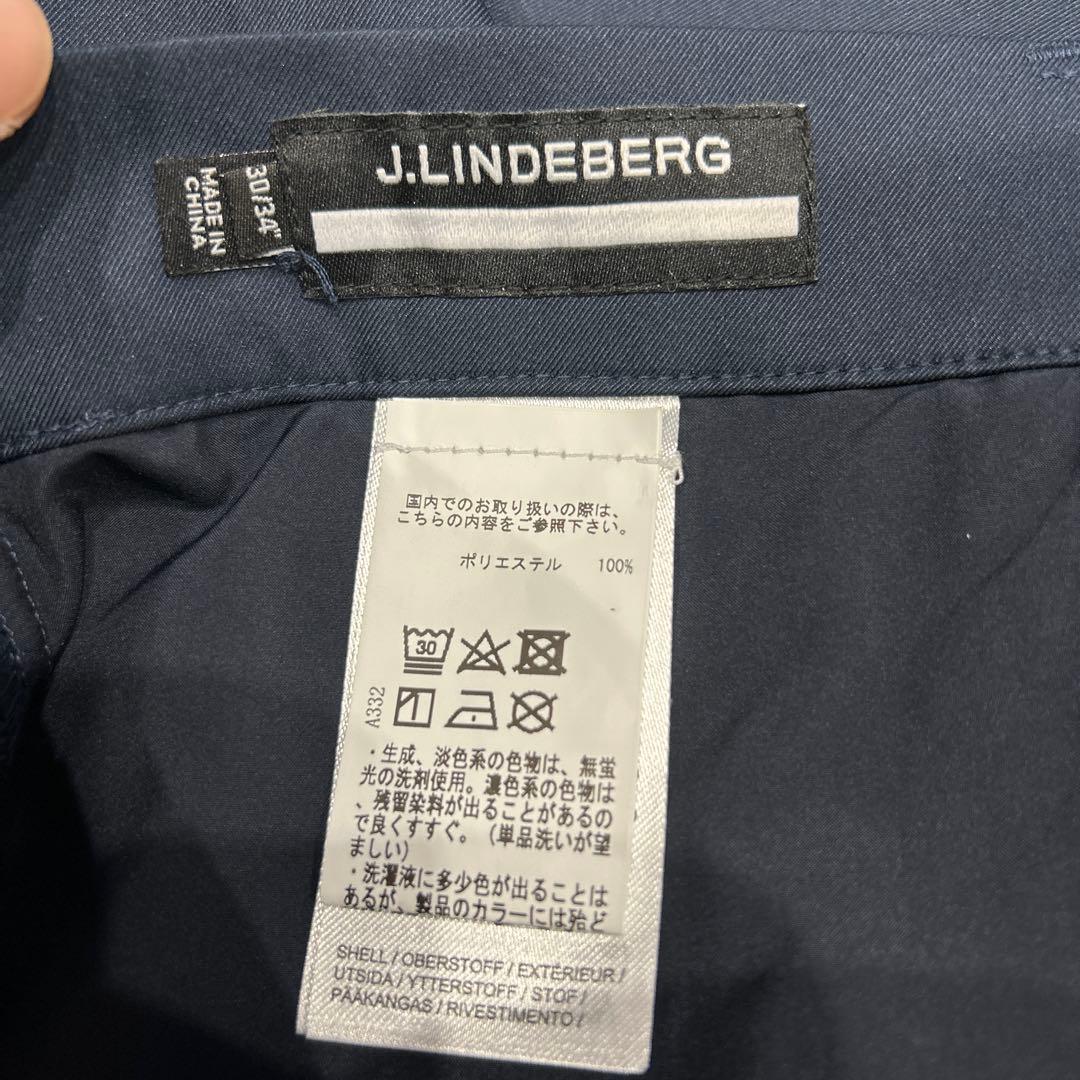 J.LINDEBERG
30/34"
MADE IN
CHINA
国内でのお取り扱いの際は、
こちらの内容をご参照下さい。
ポリエステル 100%
30
A332
・生成、淡色系の色物は、無蛍
光の洗剤使用。濃色系の色物は
、残留染料が出ることがあるの
で良くすすぐ。（単品洗いが望
ましい）
・洗濯液に多少色が出ることは
あるが、製品のカラーには殆ど
SHELL / OBERSTOFF / EXTÉRIEUR /
UTSIDA / YTTERSTOFF / STOF /
PÄÄKANGAS / RIVESTIMENTO /